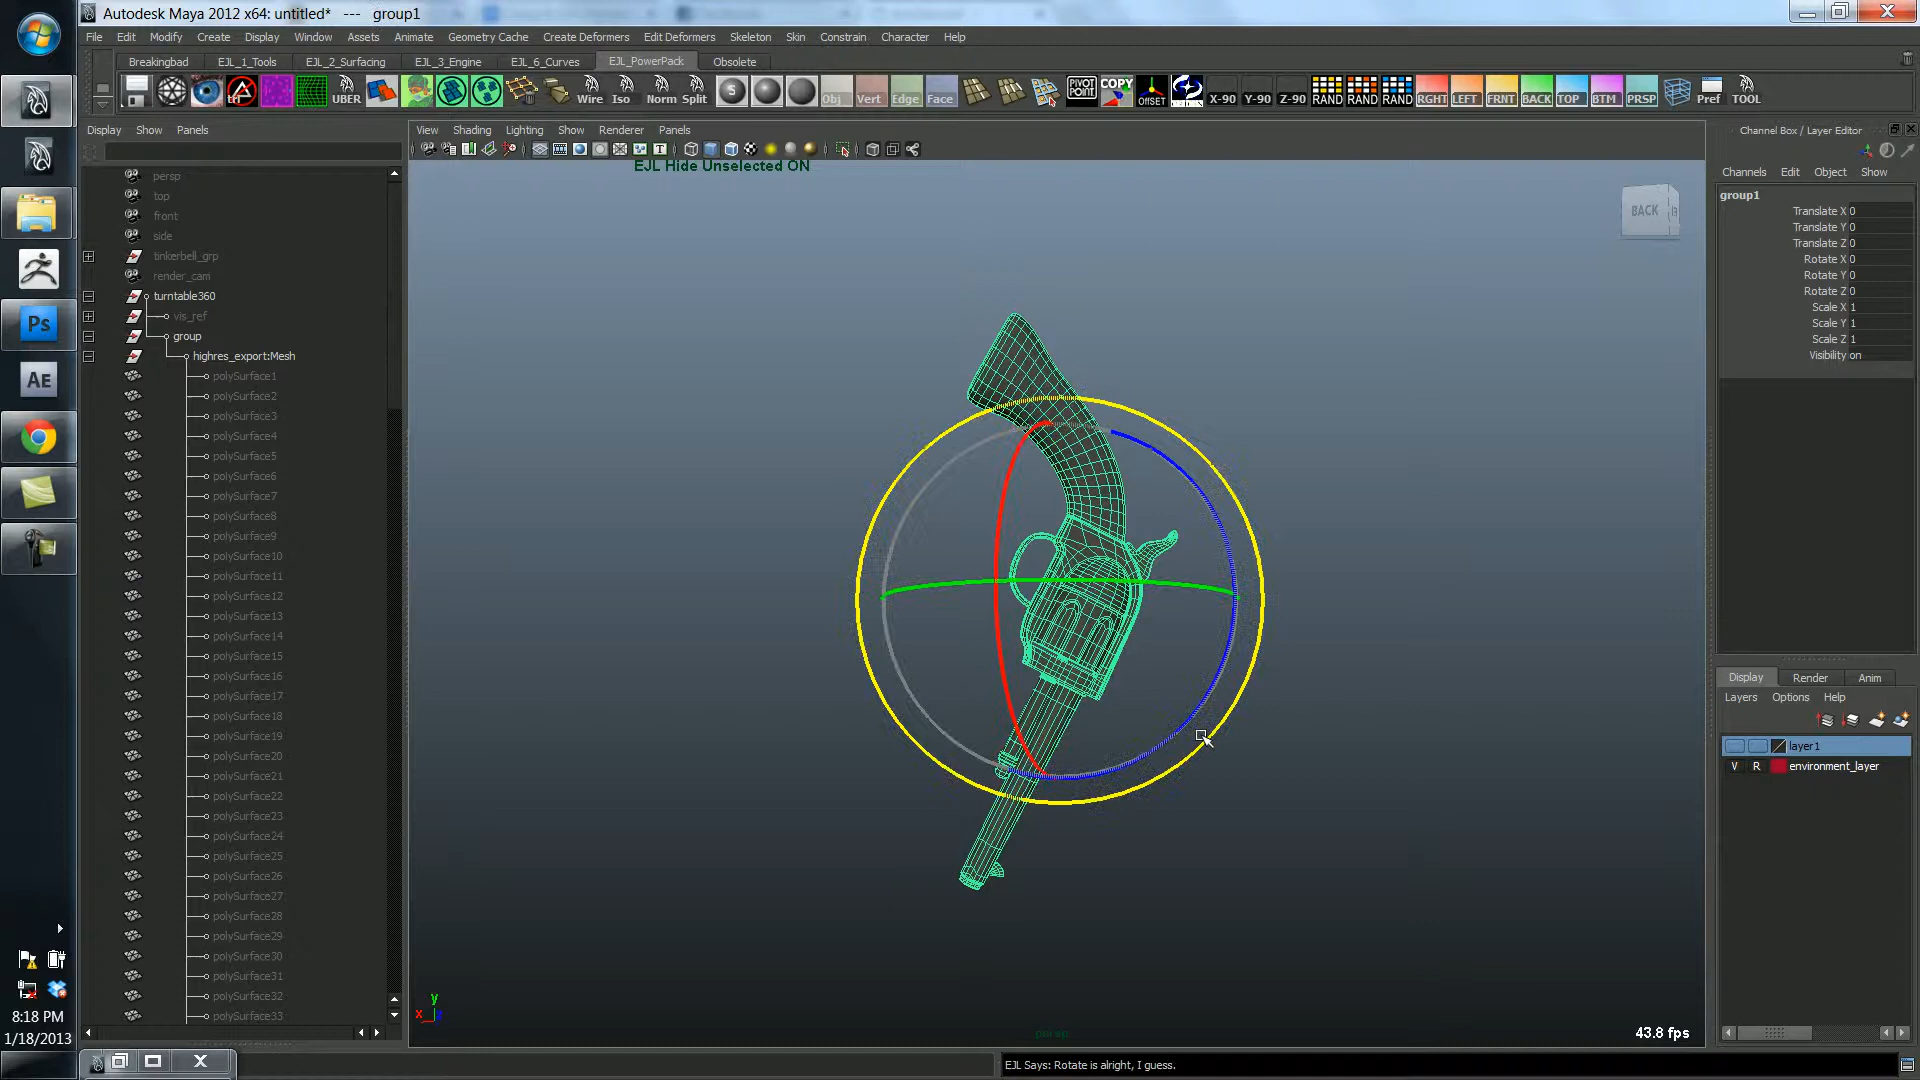 Autodesk Maya 2012 x64: untitled* --- group1
File Edit Modify Create Display Window Assets Animate Geometry Cache Create Deformers Edit Deformers Skeleton Skin Constrain Character Help
Breakingbad EJL_1_Tools EJL_2_Surfacing EJL_3_Engine EJL_6_Curves EJL_PowerPack Obsolete
tri UBER Wire Iso Norm Split S Obj Vert Edge Face PIVOT POINT COPY OFFSET X-90 Y-90 Z-90 RAND RAND RAND RGHT LEFT FRNT BACK TOP BTM PRSP Pref TOOL
Display Show Panels
View Shading Lighting Show Renderer Panels
Channel Box / Layer Editor
EJL Hide Unselected ON
Channels Edit Object Show
persp
top
front
side
tinkerbell_grp
render_cam
turntable360
vis_ref
group
highres_export:Mesh
polySurface1
polySurface2
polySurface3
polySurface4
polySurface5
polySurface6
polySurface7
polySurface8
polySurface9
polySurface10
polySurface11
polySurface12
polySurface13
polySurface14
polySurface15
polySurface16
polySurface17
polySurface18
polySurface19
polySurface20
polySurface21
polySurface22
polySurface23
polySurface24
polySurface25
polySurface26
polySurface27
polySurface28
polySurface29
polySurface30
polySurface31
polySurface32
polySurface33
BACK
group1
Translate X 0
Translate Y 0
Translate Z 0
Rotate X 0
Rotate Y 0
Rotate Z 0
Scale X 1
Scale Y 1
Scale Z 1
Visibility on
Display Render Anim
Layers Options Help
layer1
V R environment_layer
Ps
AE
8:18 PM
1/18/2013
y
x
persp
43.8 fps
EJL Says: Rotate is alright, I guess.